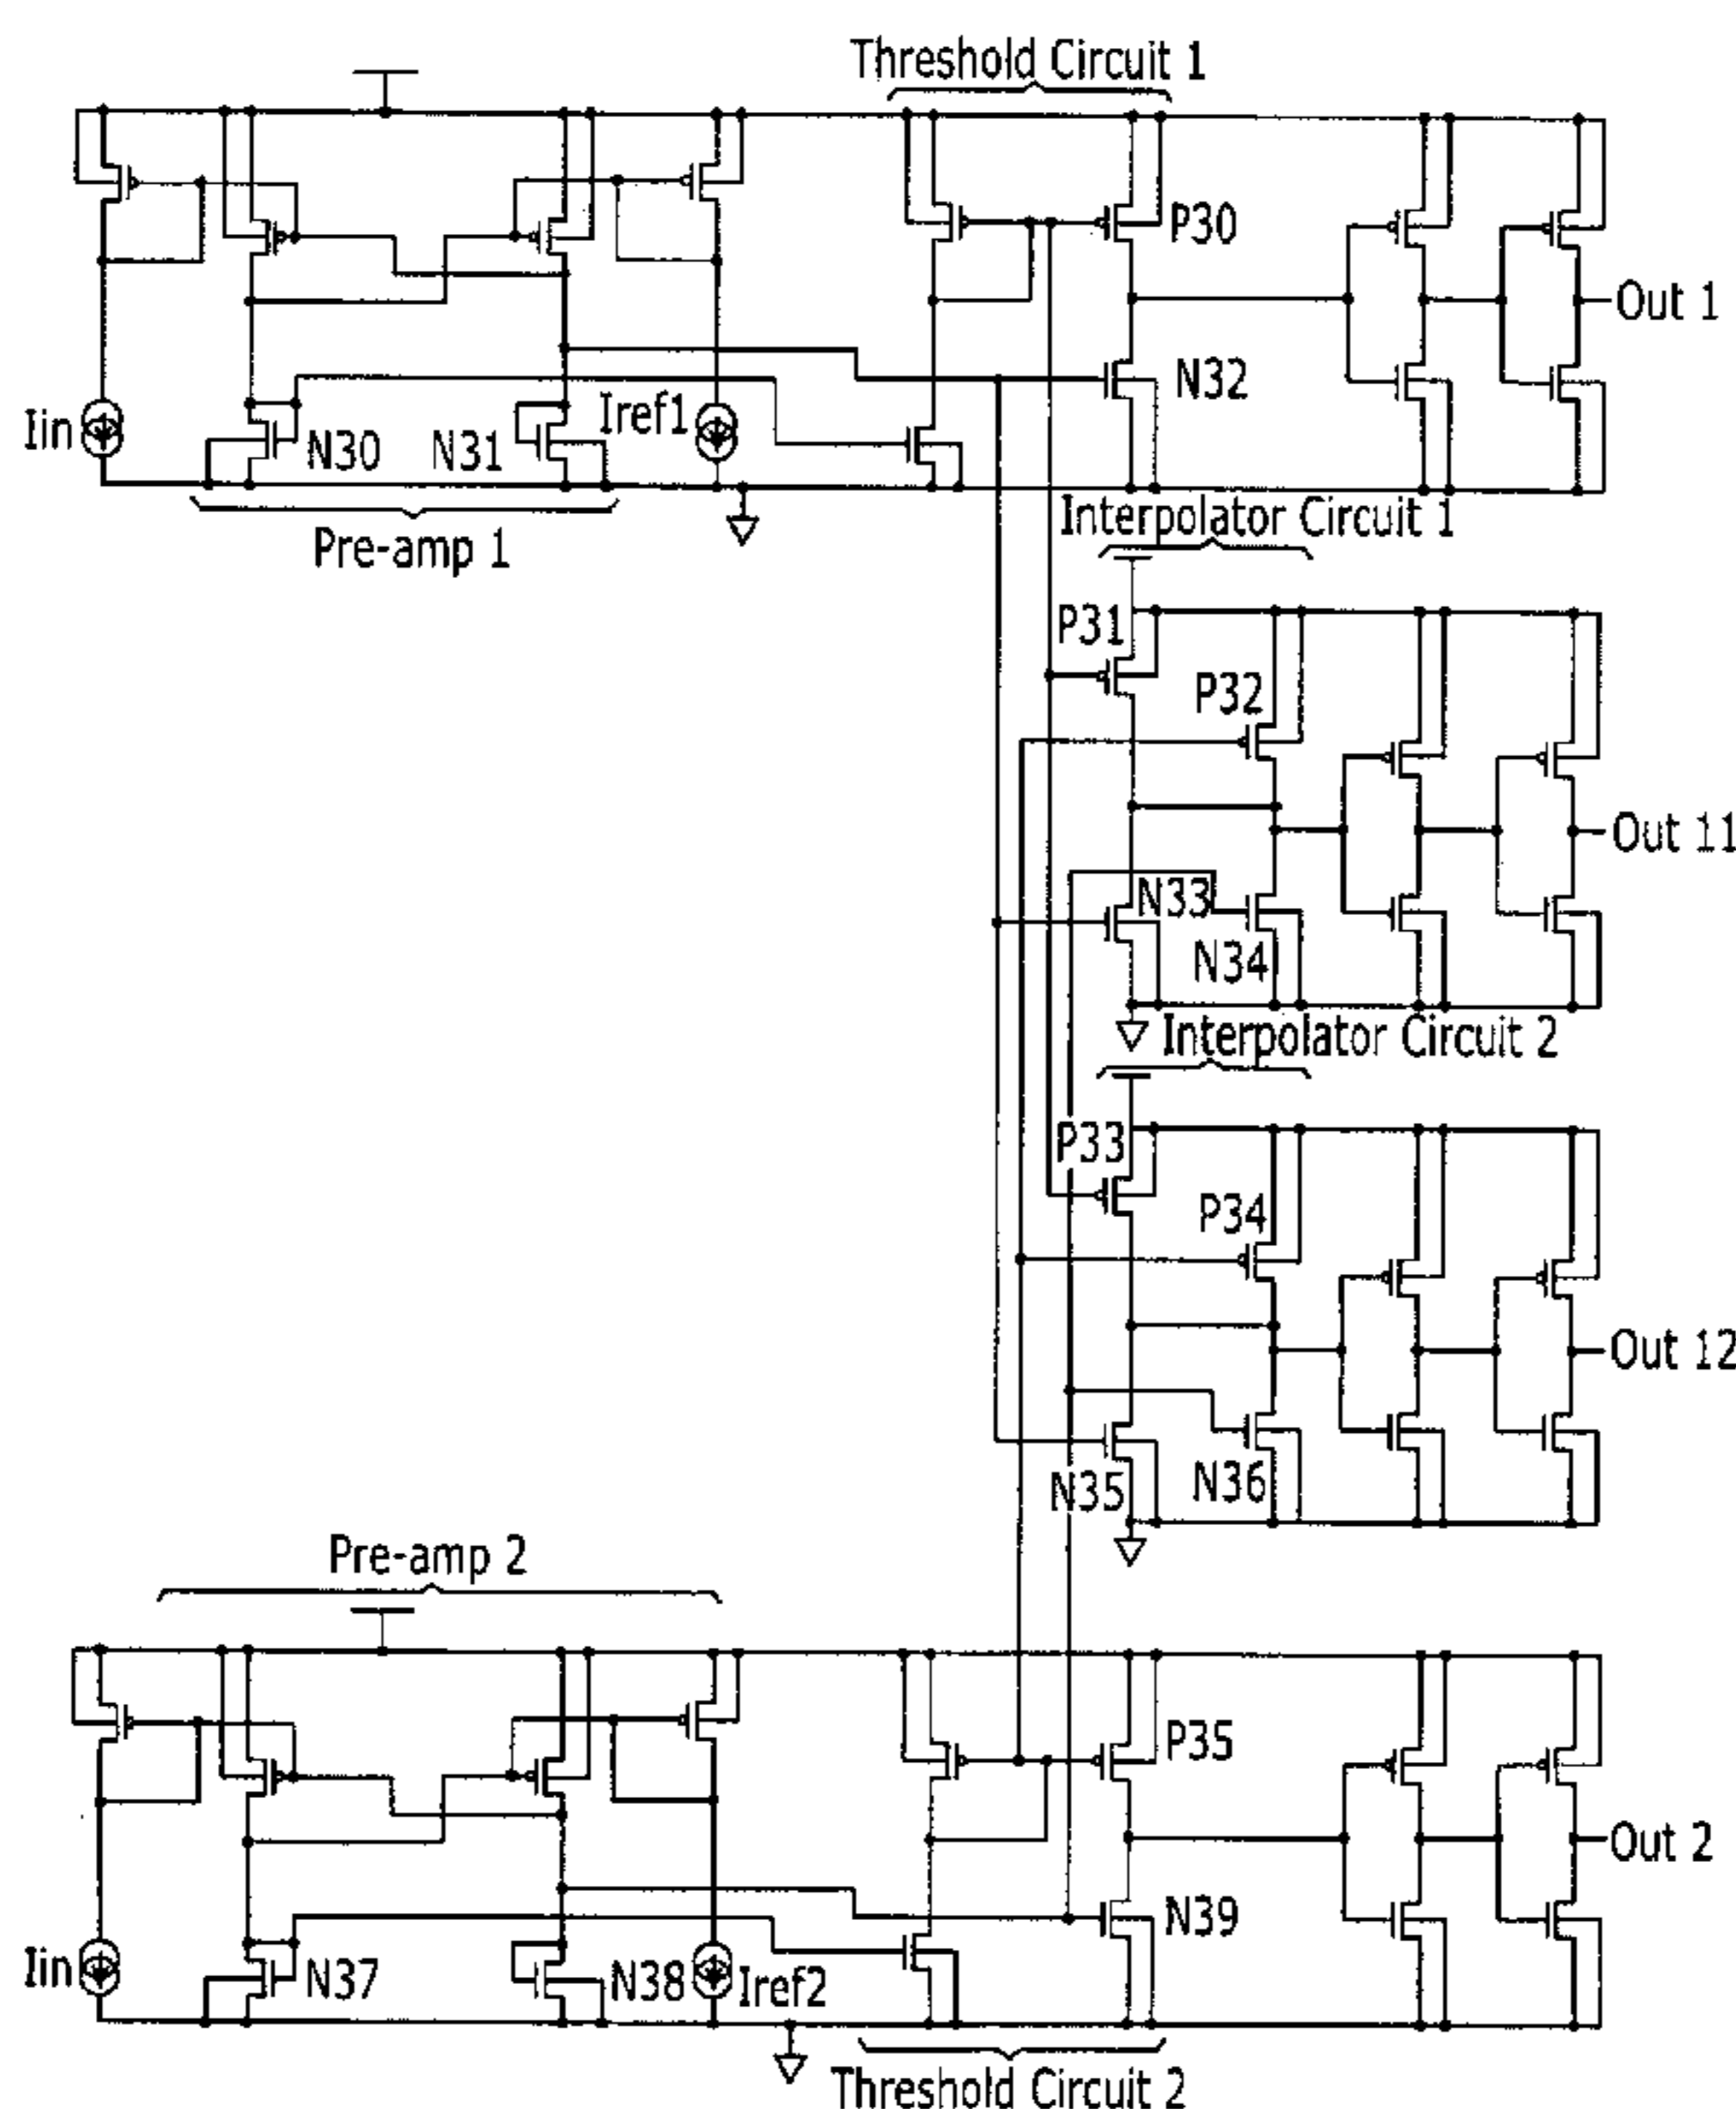 Threshold Circuit 1
P30
Out 1
N32
Iin
N30
N31
Iref1
Pre-amp 1
Interpolator Circuit 1
P31
P32
Out 11
N33
N34
Interpolator Circuit 2
P33
P34
Out 12
N35
N36
Pre-amp 2
P35
Out 2
N39
Iin
N37
N38
Iref2
Threshold Circuit 2